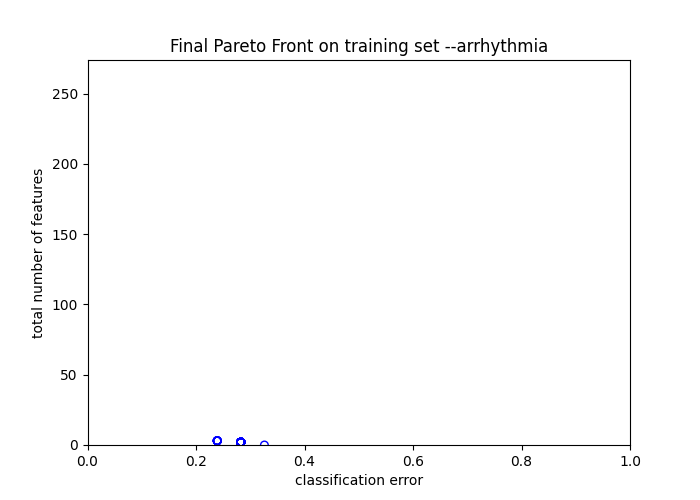 Final Pareto Front on training set --arrhythmia
total number of features
250
200
150
100
50
0
0.0 0.2 0.4 0.6 0.8 1.0
classification error